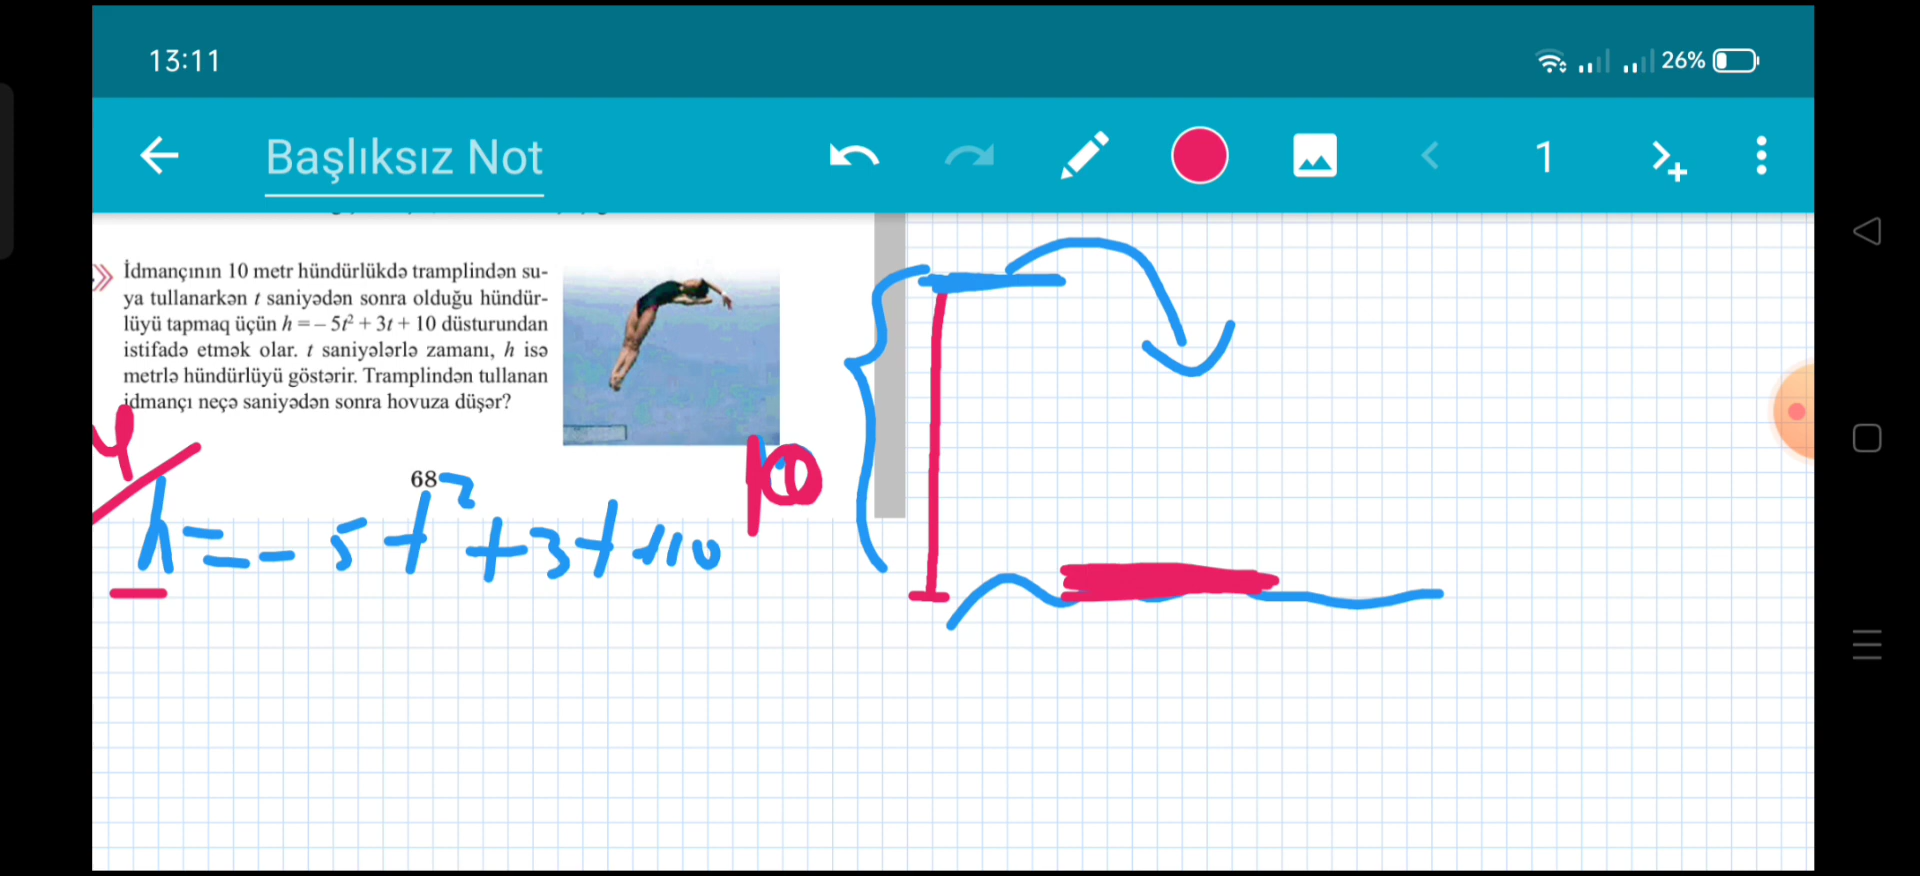 13:11
26%
Başlıksız Not
1
İdmançının 10 metr hündürlükdə tramplindən su-
ya tullanarkən t saniyədən sonra olduğu hündür-
lüyü tapmaq üçün h = – 5t² + 3t + 10 düsturundan
istifadə etmək olar. t saniyələrlə zamanı, h isə
metrlə hündürlüyü göstərir. Tramplindən tullanan
idmançı neçə saniyədən sonra hovuza düşər?
68
10
h = - 5t² + 3t + 10